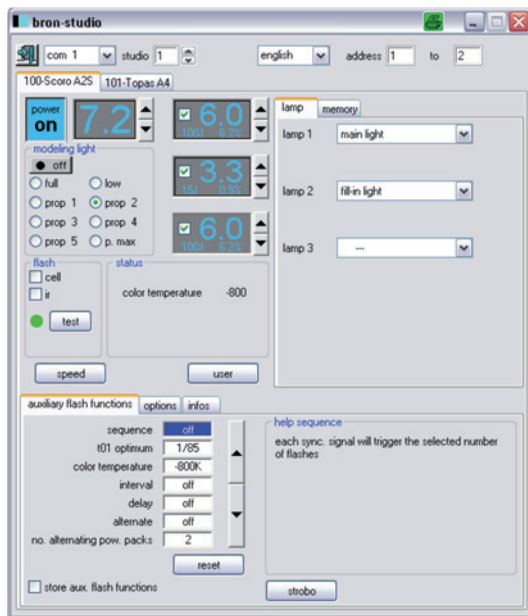 bron-studio
com 1 studio 1 english address 1 to 2
100-Scoro A2S 101-Topas A4
power
on
7.2
6.0
100J 6.2%
3.3
15J 0.9%
6.0
100J 6.2%
modeling light
off
full low
prop 1 prop 2
prop 3 prop 4
prop 5 p. max
flash
cell
ir
test
status
color temperature -800
speed user
lamp memory
lamp 1 main light
lamp 2 fill-in light
lamp 3 ---
auxiliary flash functions options infos
sequence off
t01 optimum 1/85
color temperature -800K
interval off
delay off
alternate off
no. alternating pow. packs 2
reset
store aux. flash functions
help sequence
each sync. signal will trigger the selected number
of flashes
strobo